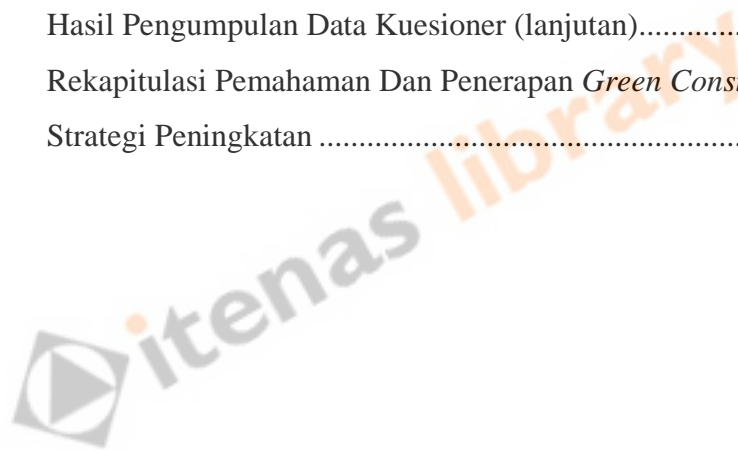 Hasil Pengumpulan Data Kuesioner (lanjutan)..............
Rekapitulasi Pemahaman Dan Penerapan Green
Strategi Peningkatan ......................................................
itenas library